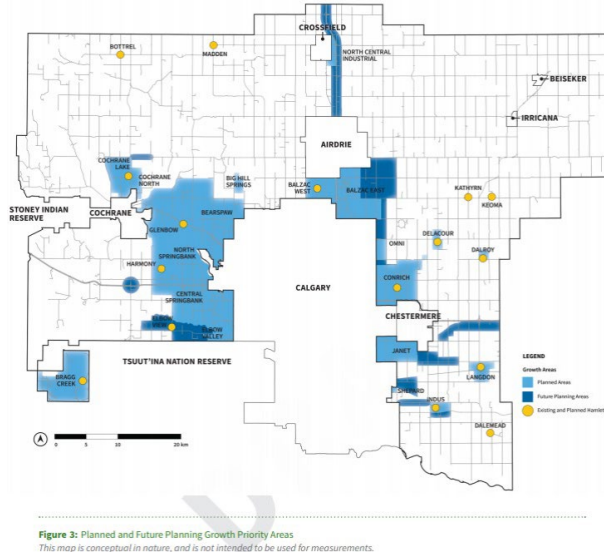 CROSSFIELD
BOTTREL
MADDEN
NORTH CENTRAL
INDUSTRIAL
BEISEKER
IRRICANA
AIRDRIE
COCHRANE
LAKE
COCHRANE
NORTH
BIG HILL
SPRINGS
BALZAC
WEST
BALZAC EAST
KATHYRN
KEOMA
STONEY INDIAN
RESERVE
COCHRANE
BEARSPAW
GLENBOW
DELACOUR
OMNI
DALROY
NORTH
SPRINGBANK
HARMONY
CONRICH
CENTRAL
SPRINGBANK
CALGARY
CHESTERMERE
ELBOW
VIEW
ELBOW
VALLEY
JANET
TSUUT'INA NATION RESERVE
BRAGG
CREEK
LANGDON
SHEPARD
INDUS
DALEMEAD
LEGEND
Growth Areas
Planned Areas
Future Planning Areas
Existing and Planned Hamlet
A
0 5 10 20 km
Figure 3: Planned and Future Planning Growth Priority Areas
This map is conceptual in nature, and is not intended to be used for measurements.